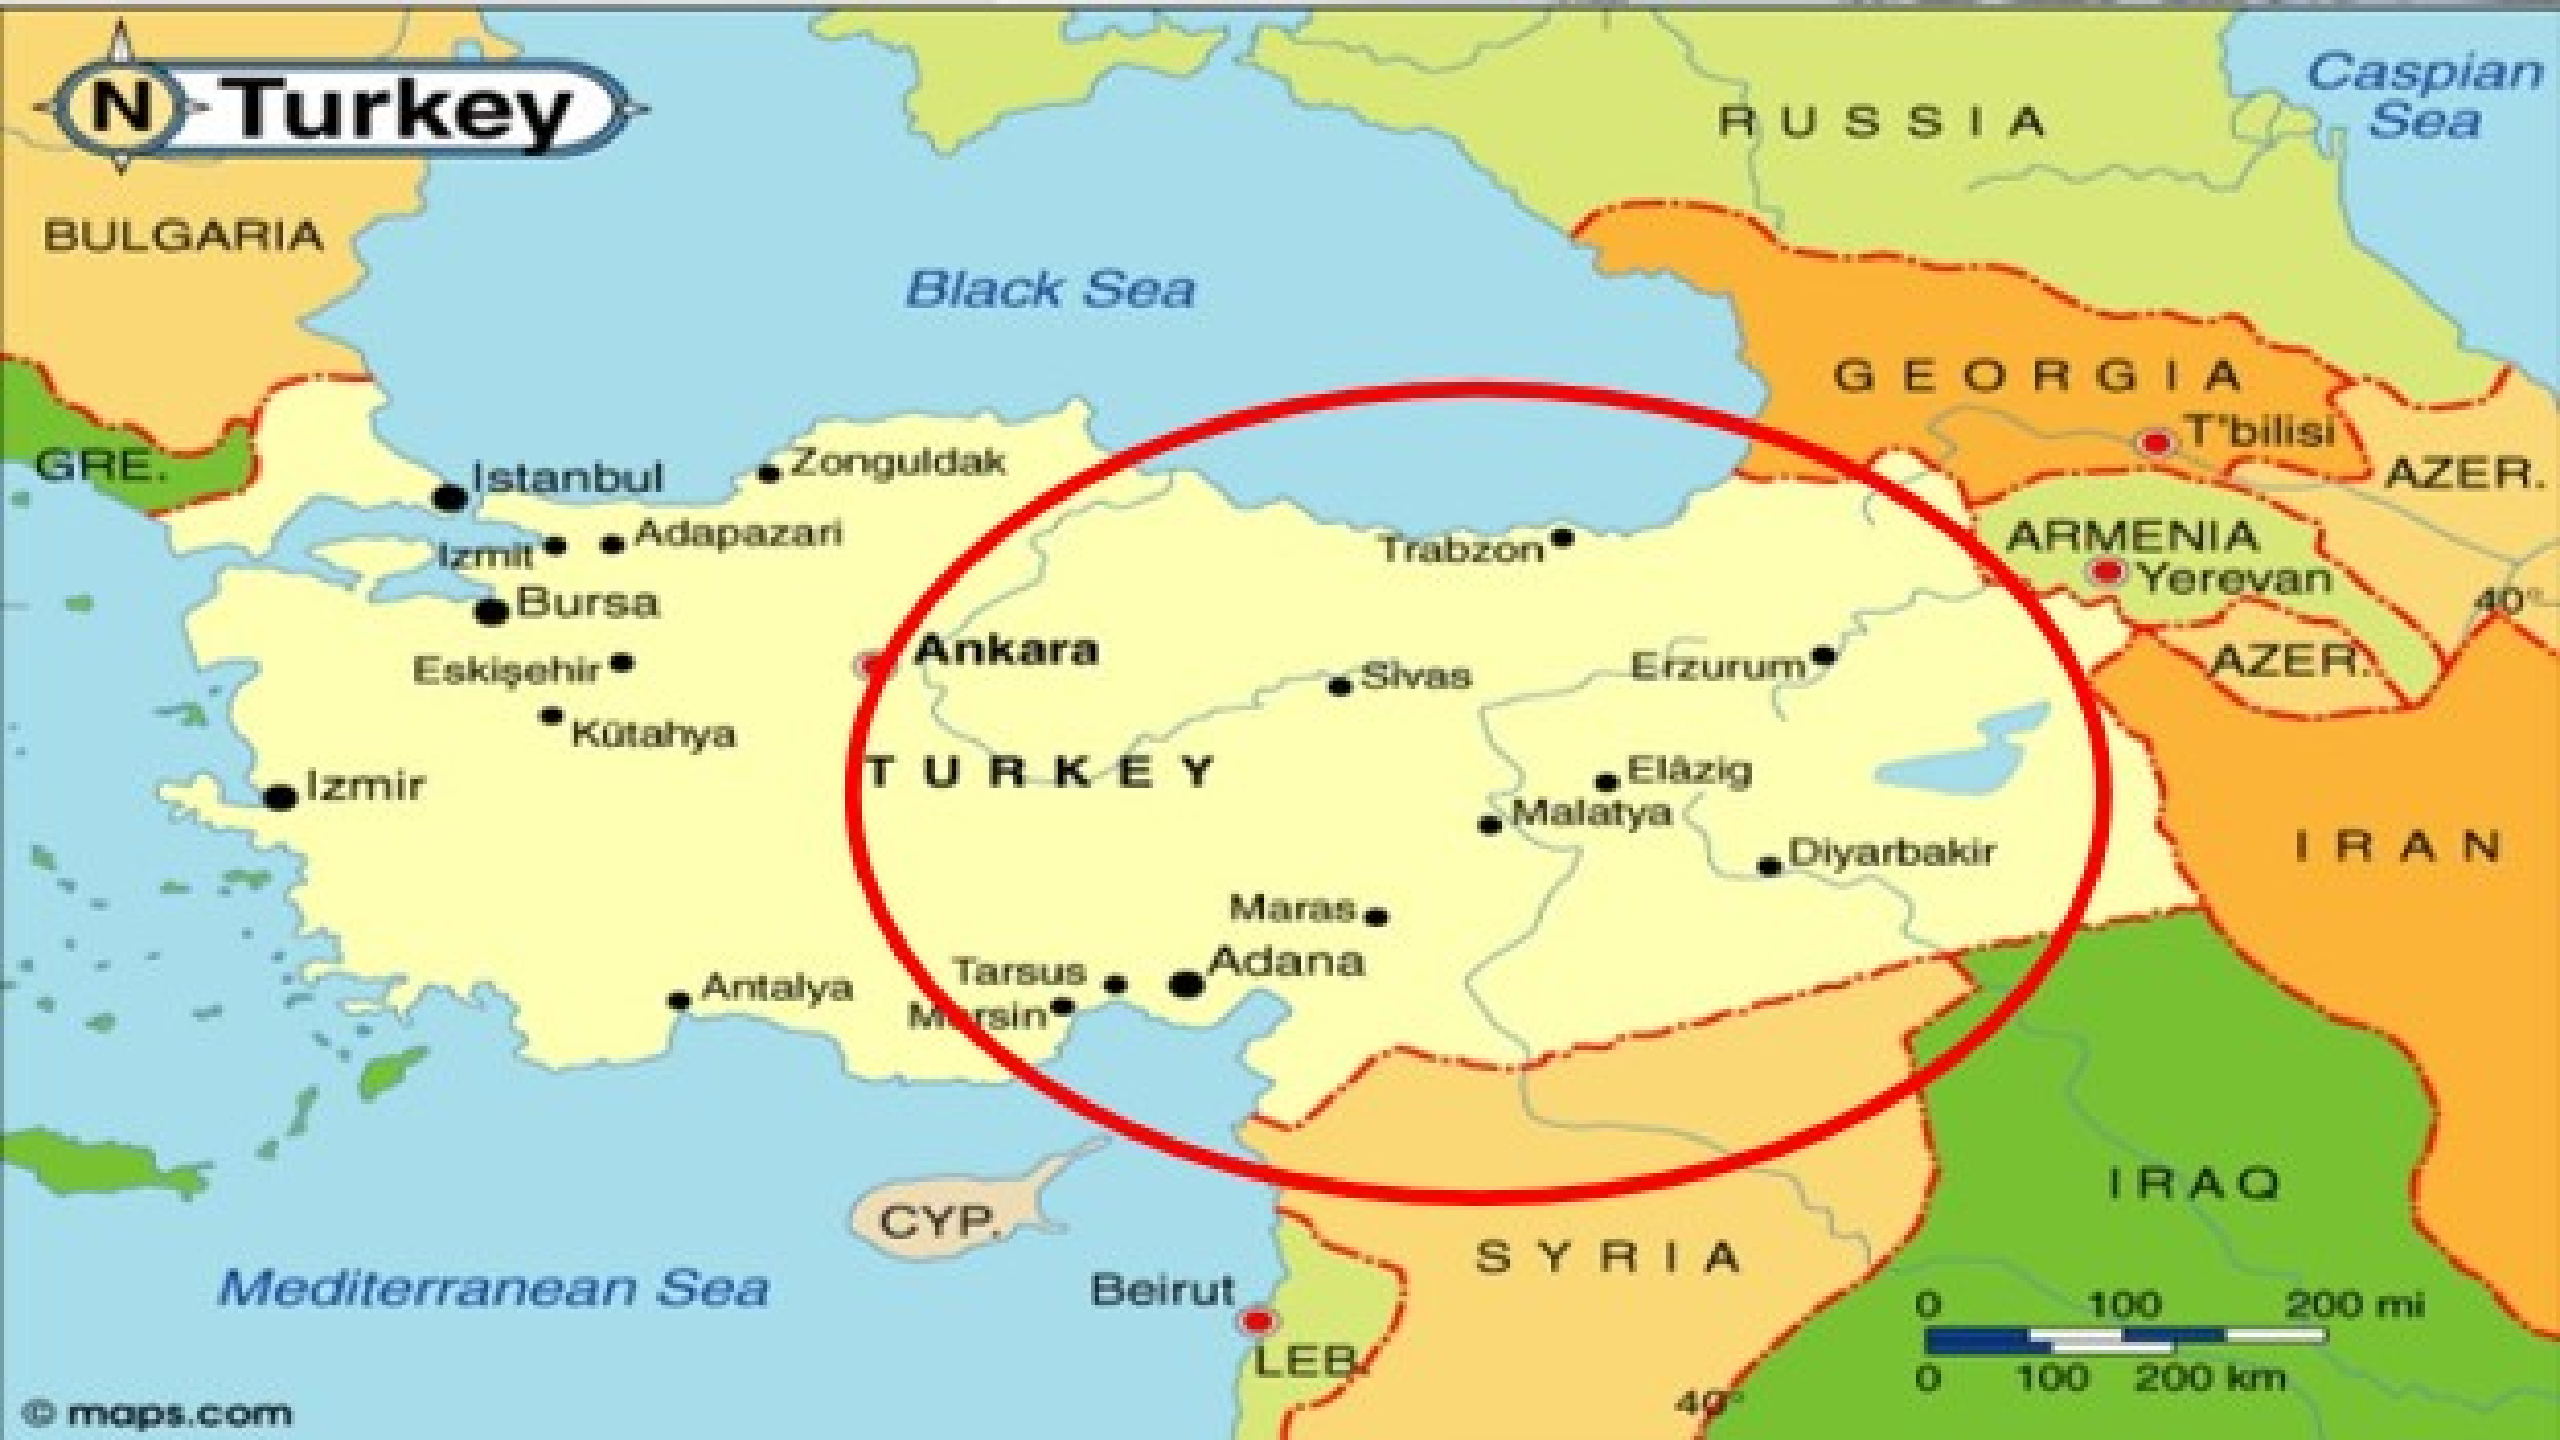 N Turkey
Caspian
Sea
RUSSIA
BULGARIA
Black Sea
GEORGIA
T'bilisi
GRE.
Istanbul
Zonguldak
AZER.
Izmit
Adapazari
Trabzon
ARMENIA
Yerevan
Bursa
40°
Eskişehir
Ankara
Sivas
Erzurum
AZER.
Kütahya
TURKEY
Elâzig
Izmir
Malatya
IRAN
Diyarbakir
Maras
Tarsus
Adana
Antalya
Mersin
IRAQ
CYP.
SYRIA
Mediterranean Sea
Beirut
LEB.
0 100 200 mi
0 100 200 km
40°
© maps.com